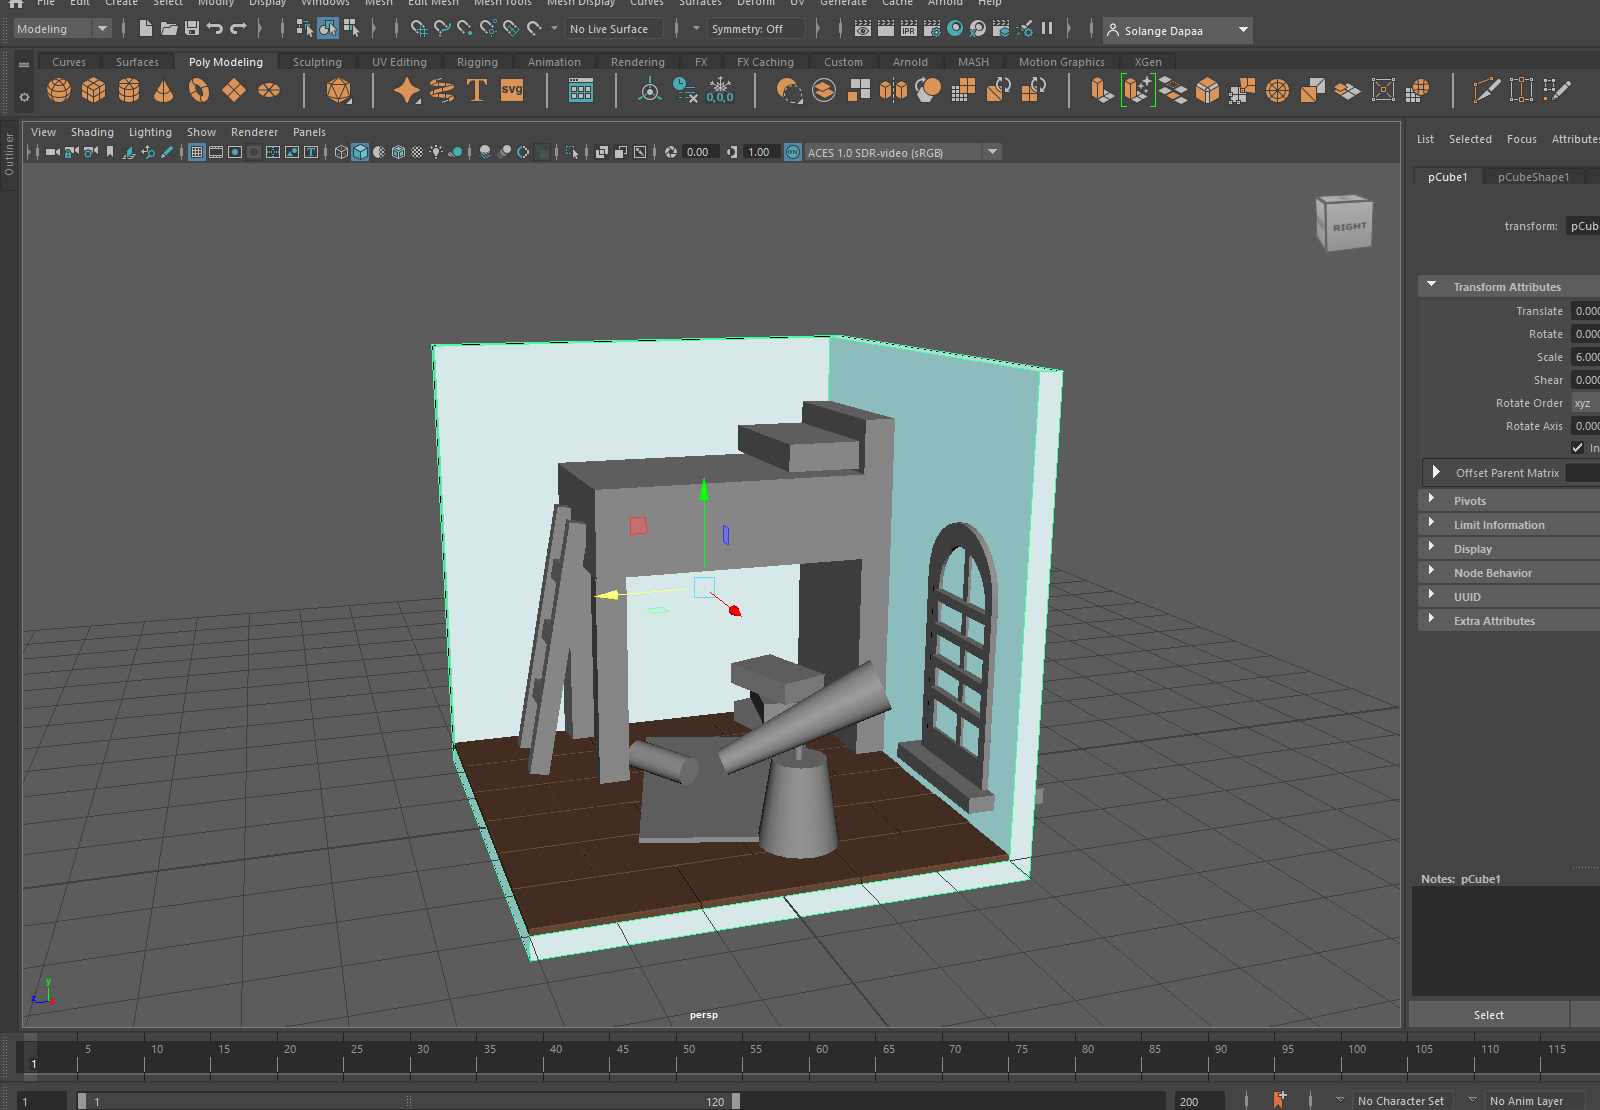 File Edit Create Select Modify Display Windows Mesh Edit Mesh Mesh Tools Mesh Display Curves Surfaces Deform UV Generate Cache Arnold Help
Modeling No Live Surface Symmetry: Off IPR Solange Dapaa
Curves Surfaces Poly Modeling Sculpting UV Editing Rigging Animation Rendering FX FX Caching Custom Arnold MASH Motion Graphics XGen
T SVG 0,0,0
View Shading Lighting Show Renderer Panels
0.00 1.00 ON ACES 1.0 SDR-video (sRGB)
Outliner
RIGHT
List Selected Focus Attributes
pCube1 pCubeShape1
transform: pCub
Transform Attributes
Translate 0.000
Rotate 0.000
Scale 6.000
Shear 0.000
Rotate Order xyz
Rotate Axis 0.000
In
Offset Parent Matrix
Pivots
Limit Information
Display
Node Behavior
UUID
Extra Attributes
Notes: pCube1
y
z
persp
Select
5 10 15 20 25 30 35 40 45 50 55 60 65 70 75 80 85 90 95 100 105 110 115
1
1 1 120 200 No Character Set No Anim Layer